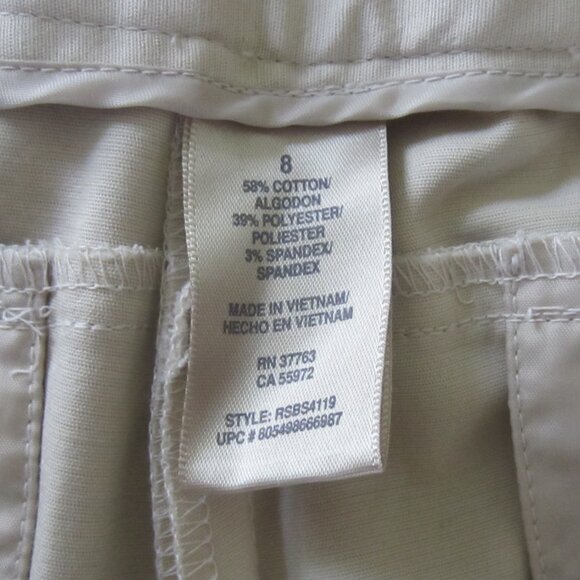 8
58% COTTON/
ALGODON
39% POLYESTER/
POLIESTER
3% SPANDEX/
SPANDEX
MADE IN VIETNAM/
HECHO EN VIETNAM
RN 37763
CA 55972
STYLE: RSBS4119
UPC # 805498666987